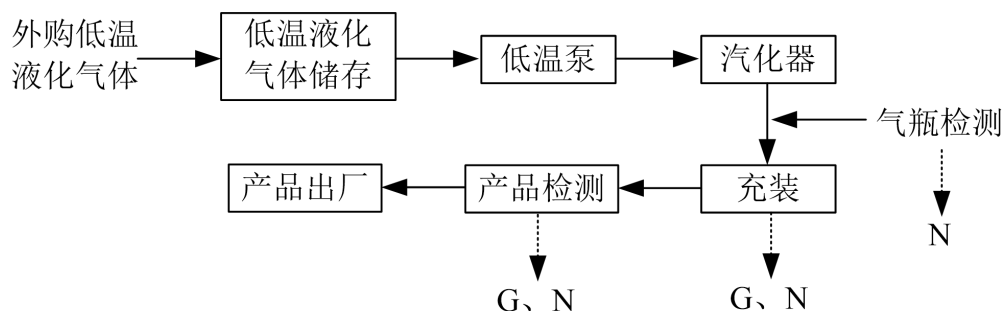 外购低温
液化气体
低温液化
气体储存
低温泵
汽化器
气瓶检测
产品出厂
产品检测
充装
N
G、N
G、N